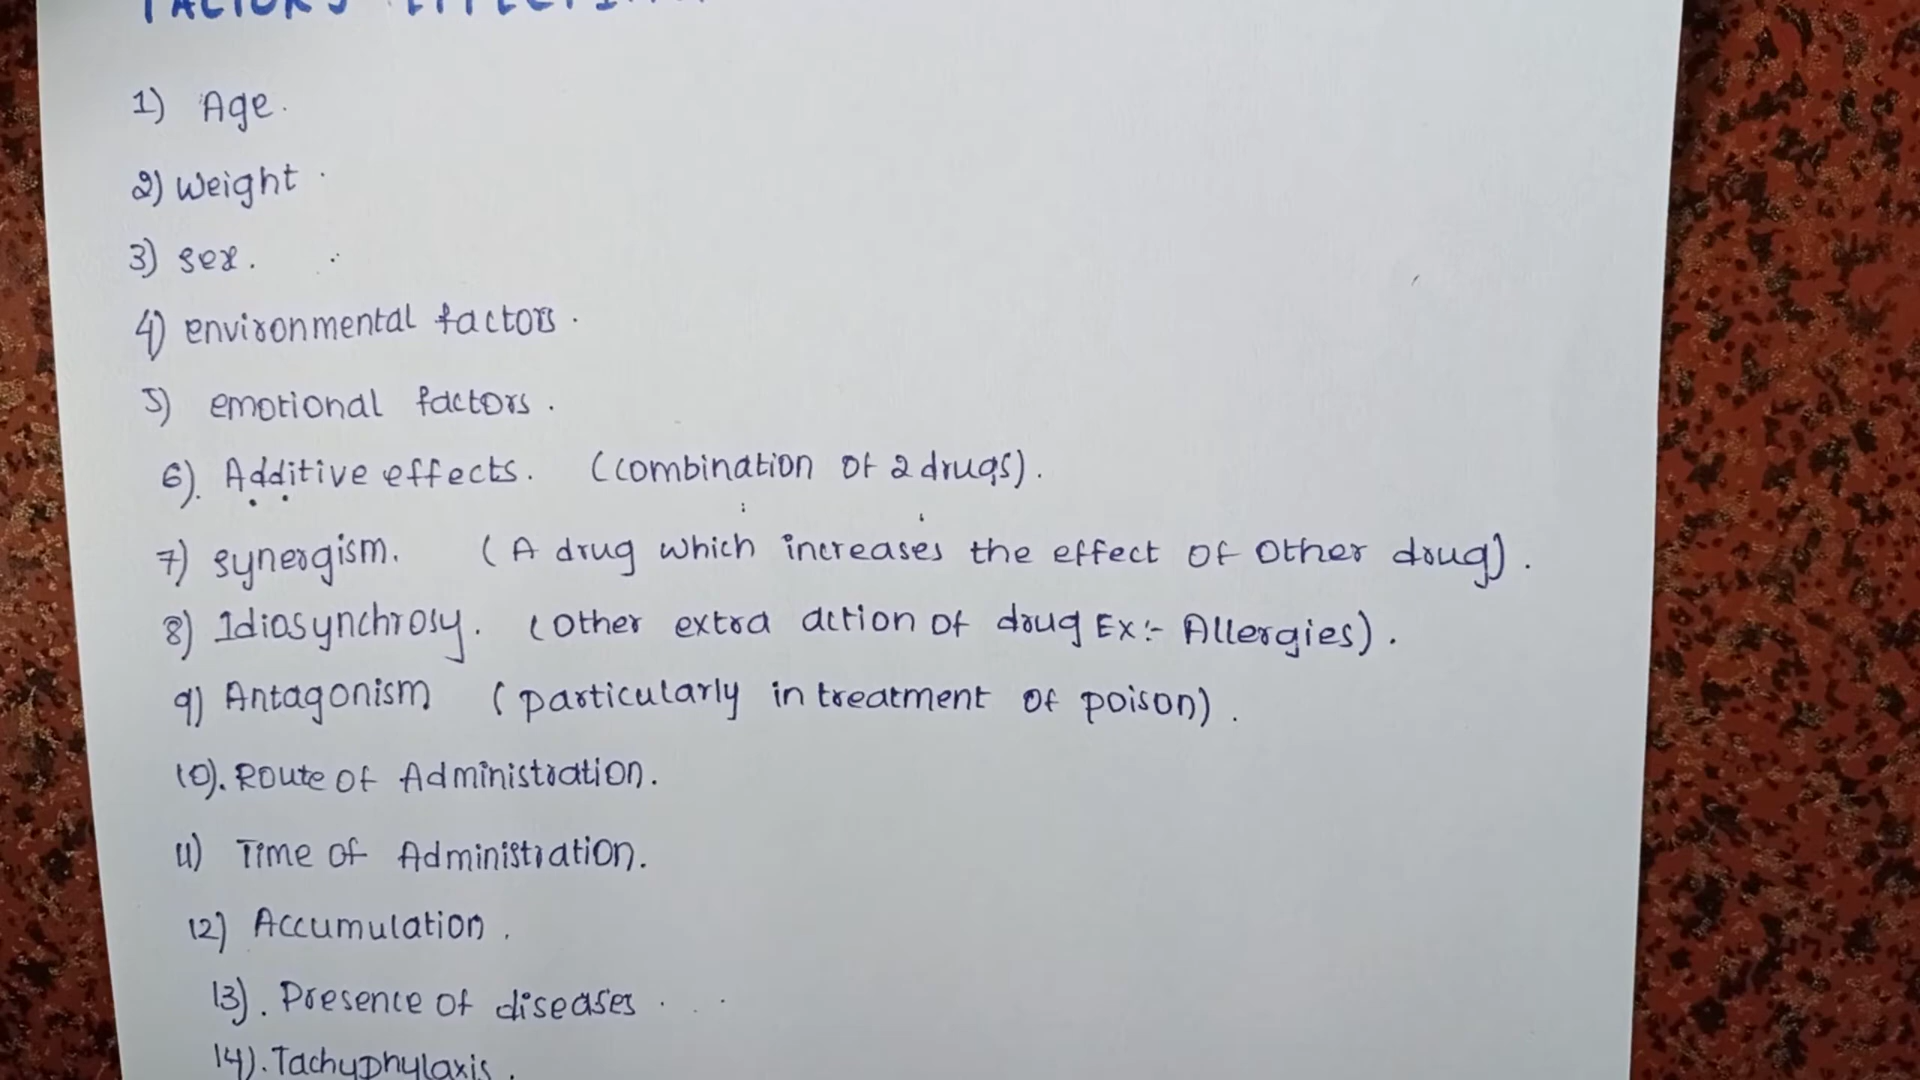 FACTORS EFFECTIN
1) Age.
2) Weight.
3) sex.
4) environmental factors.
5) emotional factors.
6). Additive effects. (combination of 2 drugs).
7) synergism. (A drug which increases the effect of other drug).
8) Idiosynchrosy. (other extra action of drug Ex:- Allergies).
9) Antagonism (particularly in treatment of poison).
10). Route of Administration.
11) Time of Administration.
12) Accumulation.
13). Presence of diseases.
14). Tachyphylaxis.